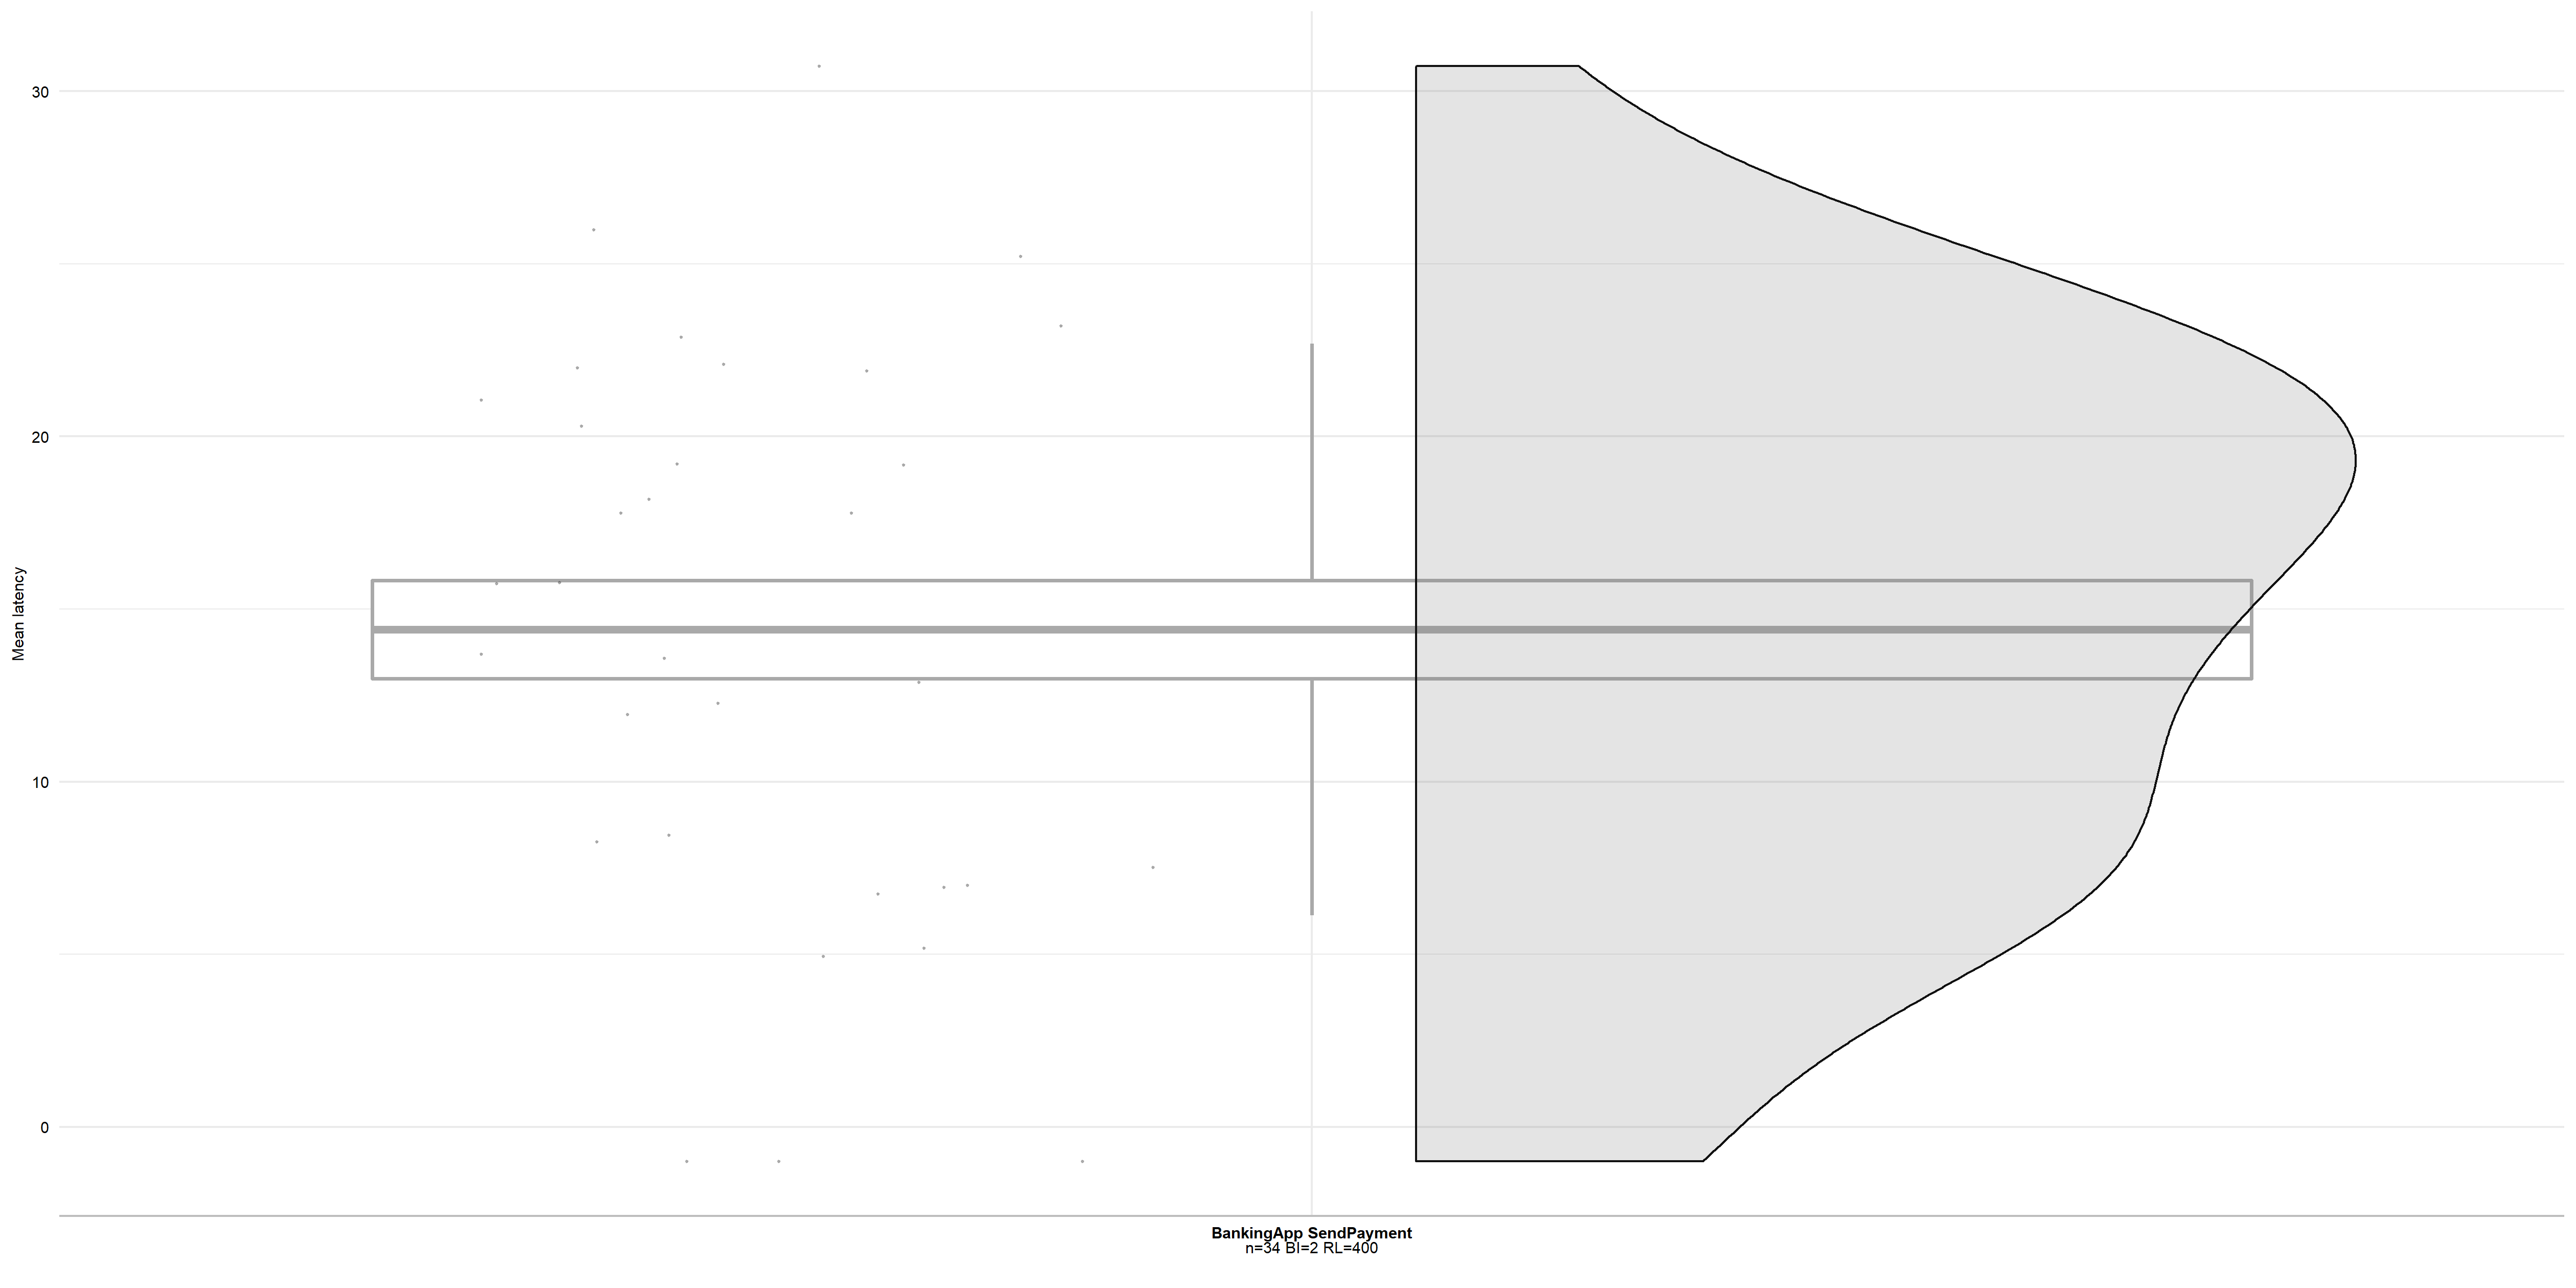 30
20
10
0
Mean latency
BankingApp SendPayment
n=34 BI=2 RL=400